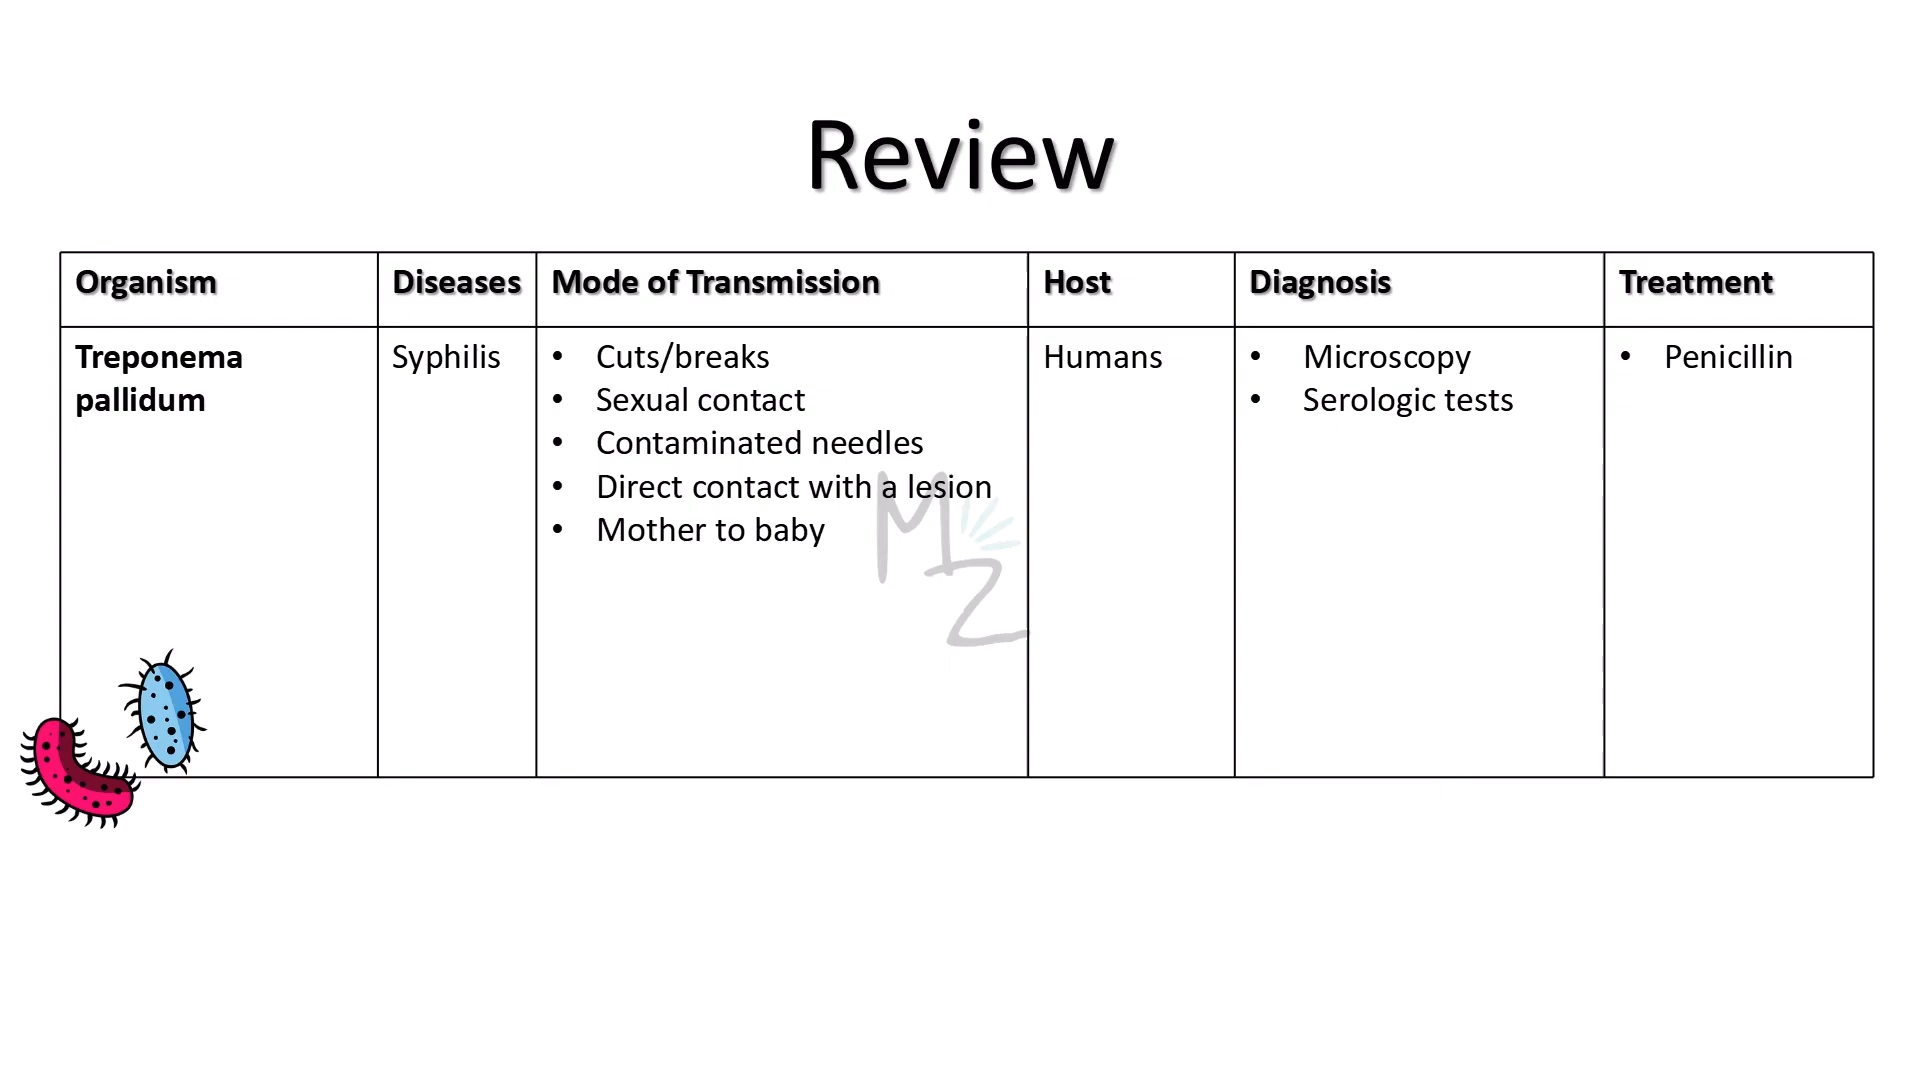 Review
Organism
Diseases
Mode of Transmission
Host
Diagnosis
Treatment
Treponema
pallidum
Syphilis
• Cuts/breaks
• Sexual contact
• Contaminated needles
• Direct contact with a lesion
• Mother to baby
Humans
• Microscopy
• Serologic tests
• Penicillin
MZ